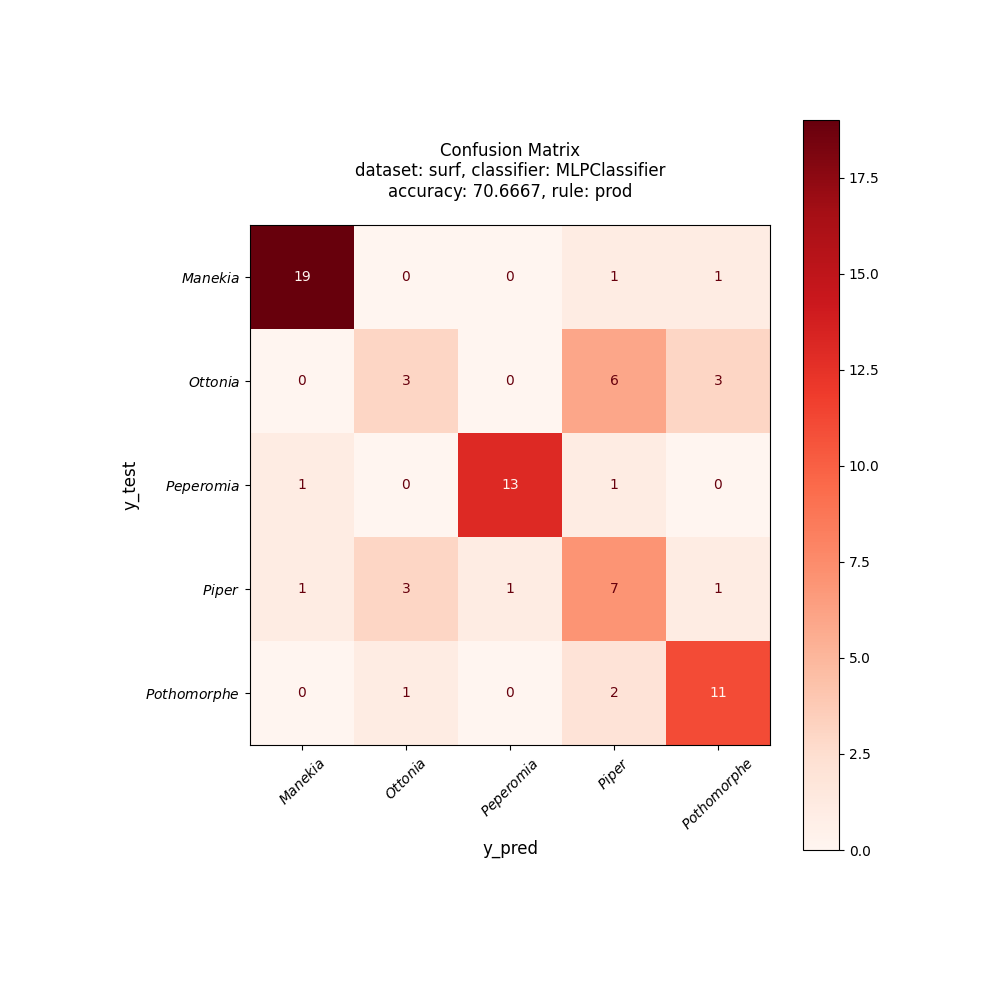 Confusion Matrix
dataset: surf, classifier: MLPClassifier
accuracy: 70.6667, rule: prod
Manekia 19 0 0 1 1
Ottonia 0 3 0 6 3
Peperomia 1 0 13 1 0
Piper 1 3 1 7 1
Pothomorphe 0 1 0 2 11
y_test
Manekia Ottonia Peperomia Piper Pothomorphe
y_pred
17.5
15.0
12.5
10.0
7.5
5.0
2.5
0.0